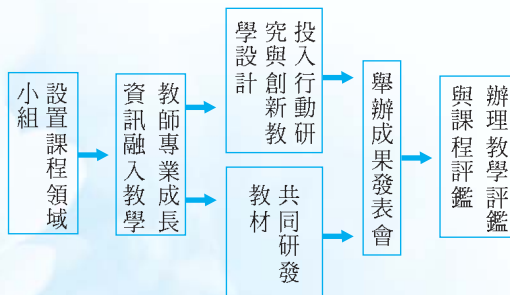 設置課程領域
小組
教師專業成長
資訊融入教學
投入行動研
究與創新教
學設計
共同研發
教材
舉辦成果發表會
辦理教學評鑑
與課程評鑑